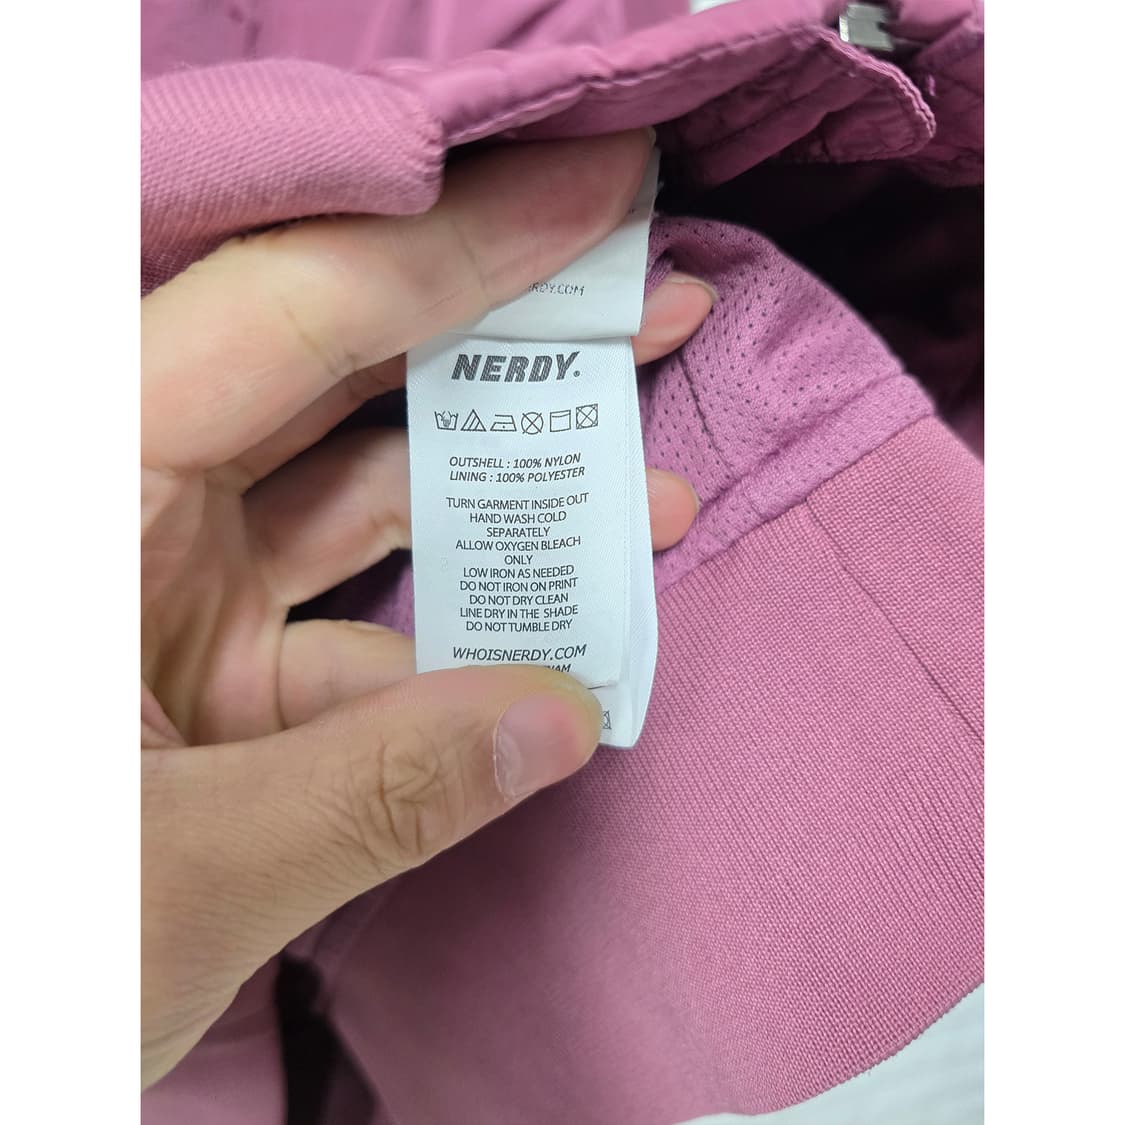 NERDY.
OUTSHELL : 100% NYLON
LINING : 100% POLYESTER
TURN GARMENT INSIDE OUT
HAND WASH COLD
SEPARATELY
ALLOW OXYGEN BLEACH
ONLY
LOW IRON AS NEEDED
DO NOT IRON ON PRINT
DO NOT DRY CLEAN
LINE DRY IN THE SHADE
DO NOT TUMBLE DRY
WHOISNERDY.COM